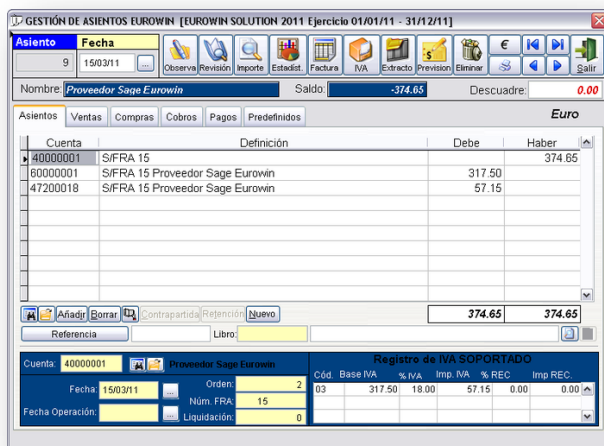 GESTIÓN DE ASIENTOS EUROWIN [EUROWIN SOLUTION 2011 Ejercicio 01/01/11 - 31/12/11]
Asiento Fecha
9 15/03/11 ...
Observa Revisión Importe Estadíst. Factura IVA Extracto Prevision Eliminar € Salir
Nombre: Proveedor Sage Eurowin Saldo: -374.65 Descuadre: 0.00
Asientos Ventas Compras Cobros Pagos Predefinidos Euro
Cuenta Definición Debe Haber
40000001 S/FRA 15 374.65
60000001 S/FRA 15 Proveedor Sage Eurowin 317.50
47200018 S/FRA 15 Proveedor Sage Eurowin 57.15
Añadir Borrar Contrapartida Retención Nuevo 374.65 374.65
Referencia Libro:
Cuenta: 40000001 Proveedor Sage Eurowin Registro de IVA SOPORTADO
Cód. Base IVA % IVA Imp. IVA % REC Imp REC.
Fecha: 15/03/11 ... Orden: 2 03 317.50 18.00 57.15 0.00 0.00
Núm. FRA: 15
Fecha Operación: ... Liquidación: 0